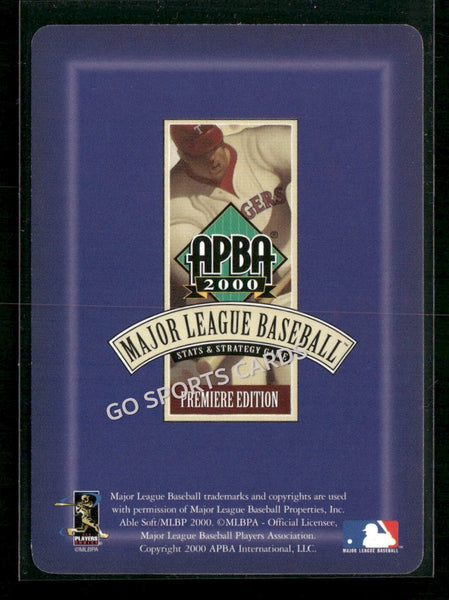 T
GERS
APBA ®
2000
MAJOR LEAGUE BASEBALL™
STATS & STRATEGY GAME
GO SPORTS CARDS
PREMIERE EDITION
Major League Baseball trademarks and copyrights are used
with permission of Major League Baseball Properties, Inc.
Able Soft/MLBP 2000. ©MLBPA - Official Licensee,
Major League Baseball Players Association.
Copyright 2000 APBA International, LLC.
PLAYERS
CHOICE
©MLBPA
MAJOR LEAGUE BASEBALL